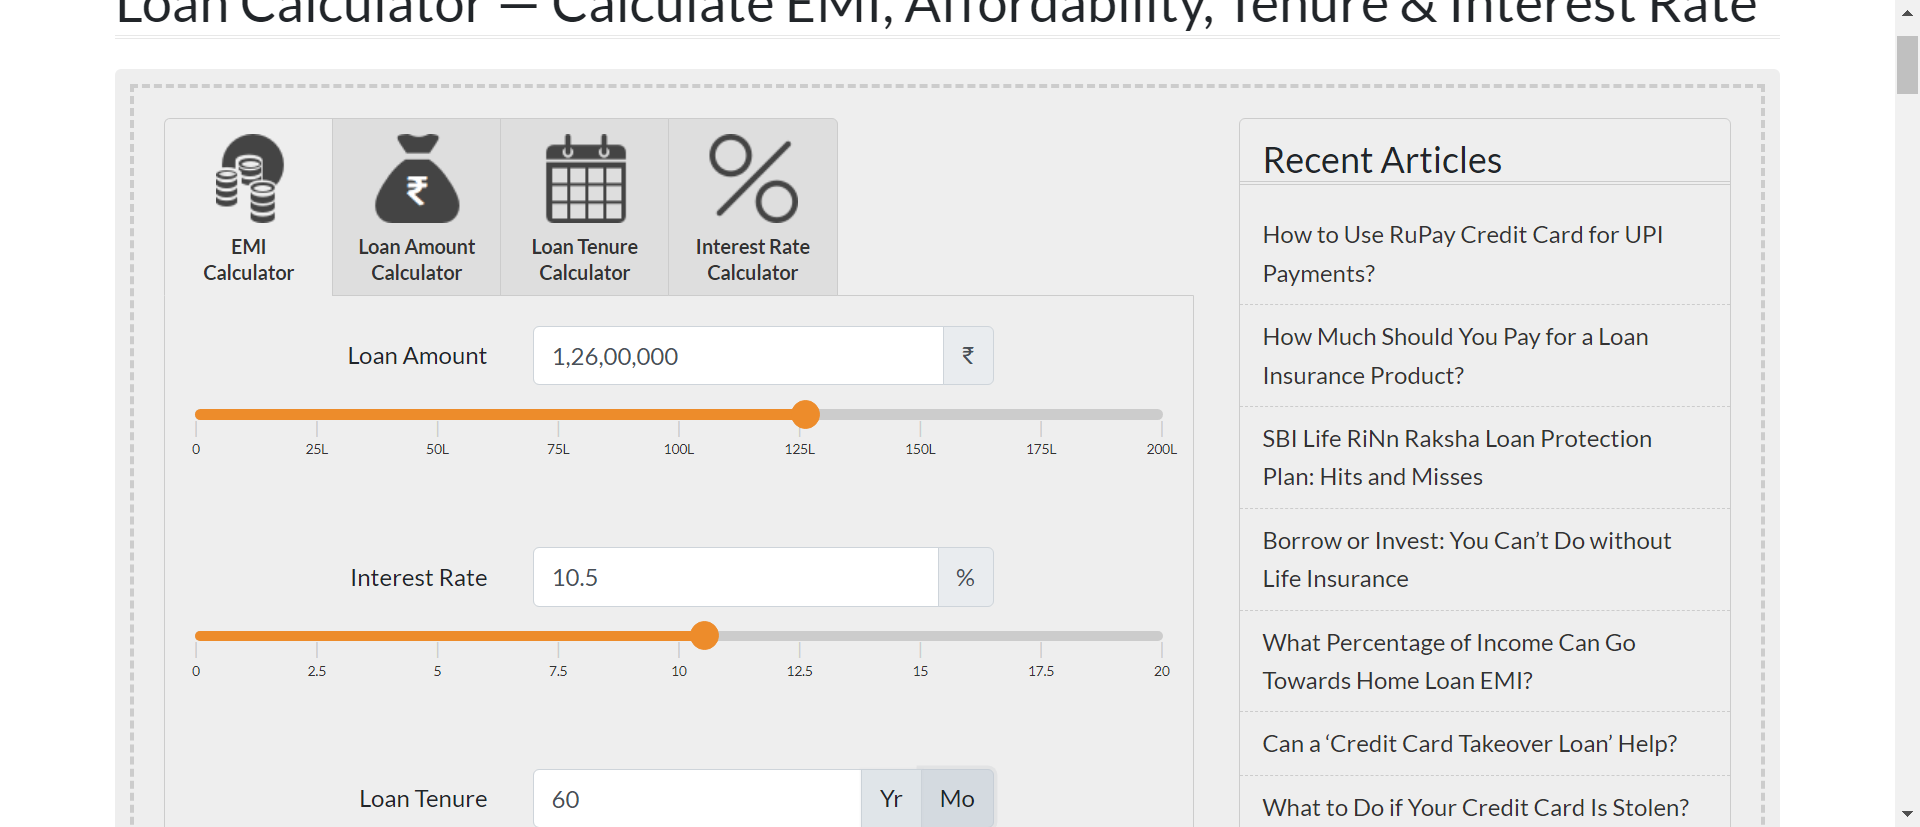 Loan Calculator — Calculate EMI, Affordability, Tenure & Interest Rate
EMI
Calculator
Loan Amount
Calculator
Loan Tenure
Calculator
Interest Rate
Calculator
Loan Amount
1,26,00,000
₹
0 25L 50L 75L 100L 125L 150L 175L 200L
Interest Rate
10.5
%
0 2.5 5 7.5 10 12.5 15 17.5 20
Loan Tenure
60
Yr Mo
Recent Articles
How to Use RuPay Credit Card for UPI
Payments?
How Much Should You Pay for a Loan
Insurance Product?
SBI Life RiNn Raksha Loan Protection
Plan: Hits and Misses
Borrow or Invest: You Can’t Do without
Life Insurance
What Percentage of Income Can Go
Towards Home Loan EMI?
Can a ‘Credit Card Takeover Loan’ Help?
What to Do if Your Credit Card Is Stolen?